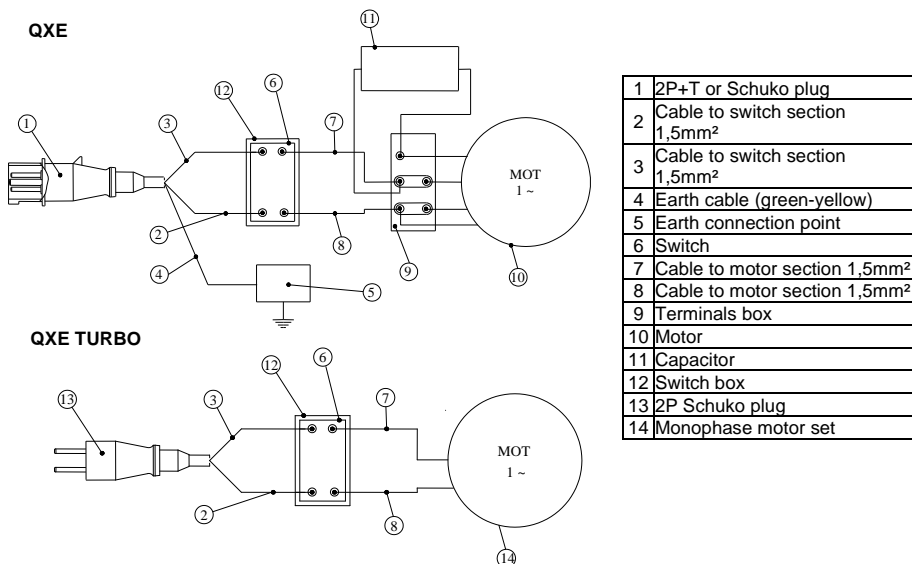 QXE
11
12
6
3
7
1
MOT
1 ~
2
8
9
10
4
5
QXE TURBO
12
6
3
7
13
MOT
1 ~
2
8
14
1 2P+T or Schuko plug
2 Cable to switch section
1,5mm²
3 Cable to switch section
1,5mm²
4 Earth cable (green-yellow)
5 Earth connection point
6 Switch
7 Cable to motor section 1,5mm²
8 Cable to motor section 1,5mm²
9 Terminals box
10 Motor
11 Capacitor
12 Switch box
13 2P Schuko plug
14 Monophase motor set